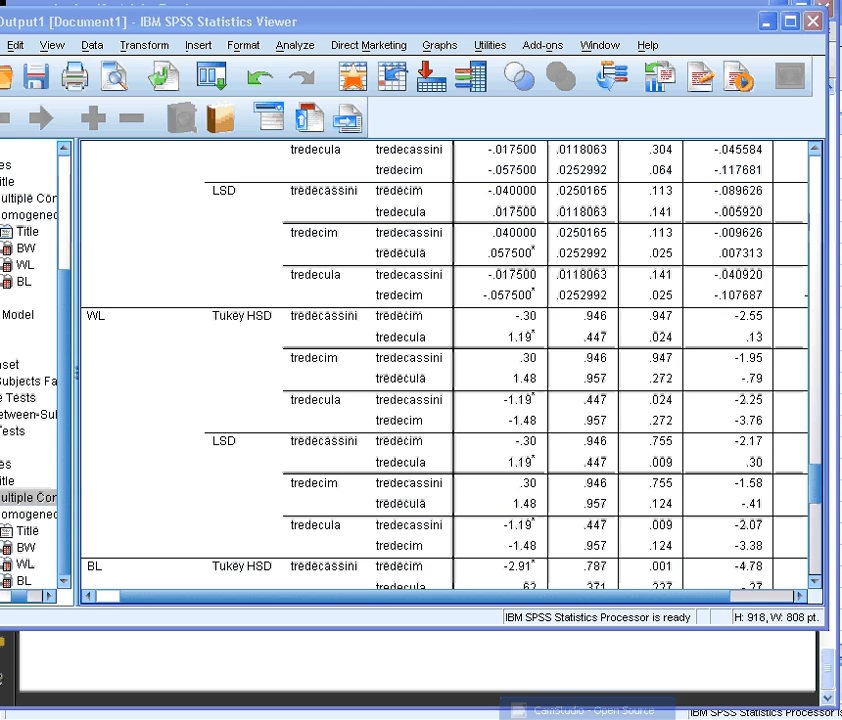 Output1 [Document1] - IBM SPSS Statistics Viewer
Edit View Data Transform Insert Format Analyze Direct Marketing Graphs Utilities Add-ons Window Help
tredecula tredecassini -.017500 .0118063 .304 -.045584
tredecim -.057500 .0252992 .064 -.117681
LSD tredecassini tredecim -.040000 .0250165 .113 -.089626
tredecula .017500 .0118063 .141 -.005920
tredecim tredecassini .040000 .0250165 .113 -.009626
tredecula .057500* .0252992 .025 .007313
tredecula tredecassini -.017500 .0118063 .141 -.040920
tredecim -.057500* .0252992 .025 -.107687
WL Tukey HSD tredecassini tredecim -.30 .946 .947 -2.55
tredecula 1.19* .447 .024 .13
tredecim tredecassini .30 .946 .947 -1.95
tredecula 1.48 .957 .272 -.79
tredecula tredecassini -1.19* .447 .024 -2.25
tredecim -1.48 .957 .272 -3.76
LSD tredecassini tredecim -.30 .946 .755 -2.17
tredecula 1.19* .447 .009 .30
tredecim tredecassini .30 .946 .755 -1.58
tredecula 1.48 .957 .124 -.41
tredecula tredecassini -1.19* .447 .009 -2.07
tredecim -1.48 .957 .124 -3.38
BL Tukey HSD tredecassini tredecim -2.91* .787 .001 -4.78
tredecula .62 .371 .227 -.27
es
itle
ultiple Cor
omogened
Title
BW
WL
BL
Model
aset
Subjects Fa
e Tests
etween-Sul
ests
es
itle
ultiple Cor
omogened
Title
BW
WL
BL
IBM SPSS Statistics Processor is ready H: 918, W: 808 pt.
CamStudio - Open Source
IBM SPSS Statistics Processor i